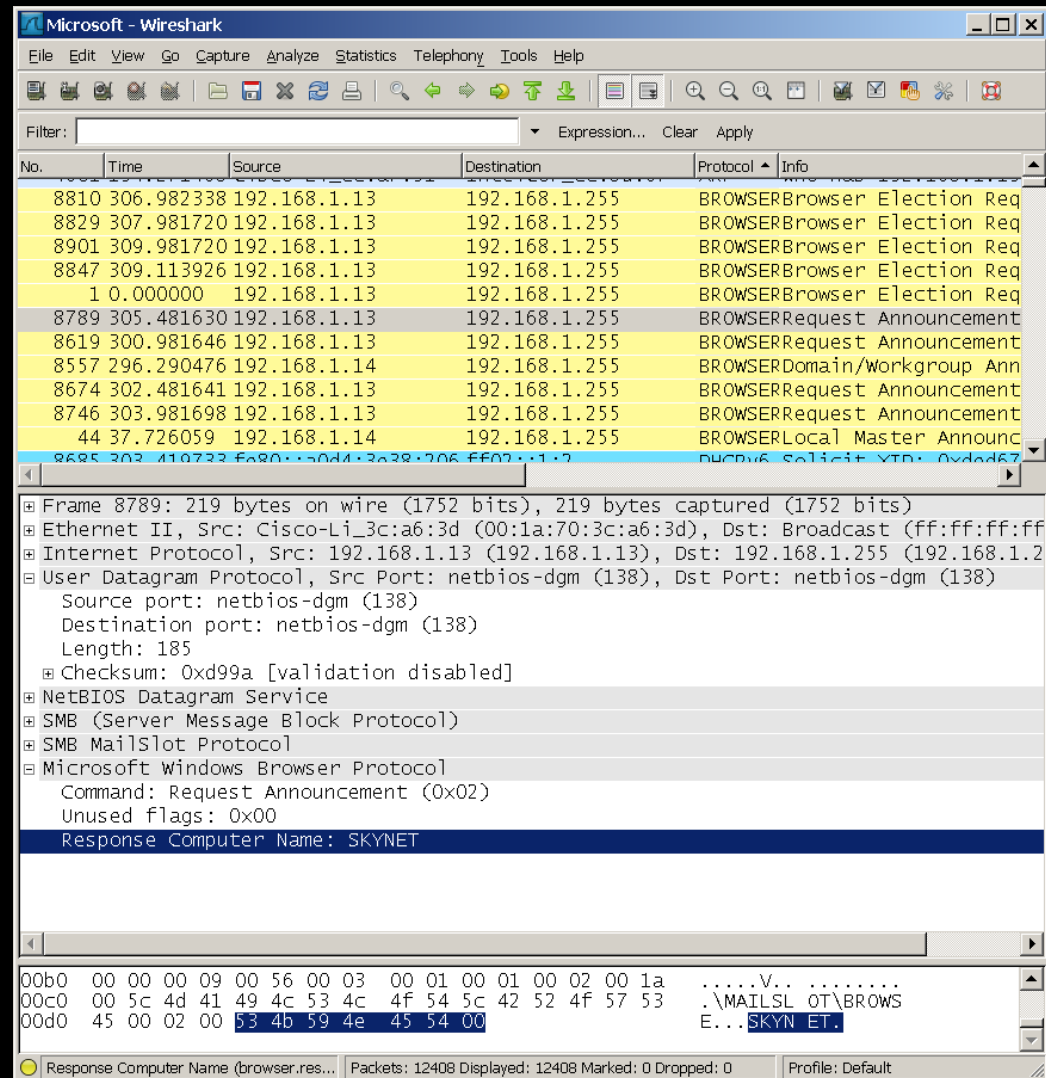 Microsoft - Wireshark
File Edit View Go Capture Analyze Statistics Telephony Tools Help
Filter: Expression... Clear Apply
No. Time Source Destination Protocol Info
8810 306.982338 192.168.1.13 192.168.1.255 BROWSER Browser Election Req
8829 307.981720 192.168.1.13 192.168.1.255 BROWSER Browser Election Req
8901 309.981720 192.168.1.13 192.168.1.255 BROWSER Browser Election Req
8847 309.113926 192.168.1.13 192.168.1.255 BROWSER Browser Election Req
1 0.000000 192.168.1.13 192.168.1.255 BROWSER Browser Election Req
8789 305.481630 192.168.1.13 192.168.1.255 BROWSER Request Announcement
8619 300.981646 192.168.1.13 192.168.1.255 BROWSER Request Announcement
8557 296.290476 192.168.1.14 192.168.1.255 BROWSER Domain/Workgroup Ann
8674 302.481641 192.168.1.13 192.168.1.255 BROWSER Request Announcement
8746 303.981698 192.168.1.13 192.168.1.255 BROWSER Request Announcement
44 37.726059 192.168.1.14 192.168.1.255 BROWSER Local Master Announc
8685 303.419733 fe80::a0d4:3e38:206 ff02::1:2 DHCPv6 Solicit XID: 0xded67
Frame 8789: 219 bytes on wire (1752 bits), 219 bytes captured (1752 bits)
Ethernet II, Src: Cisco-Li_3c:a6:3d (00:1a:70:3c:a6:3d), Dst: Broadcast (ff:ff:ff:ff
Internet Protocol, Src: 192.168.1.13 (192.168.1.13), Dst: 192.168.1.255 (192.168.1.2
User Datagram Protocol, Src Port: netbios-dgm (138), Dst Port: netbios-dgm (138)
Source port: netbios-dgm (138)
Destination port: netbios-dgm (138)
Length: 185
Checksum: 0xd99a [validation disabled]
NetBIOS Datagram Service
SMB (Server Message Block Protocol)
SMB MailSlot Protocol
Microsoft Windows Browser Protocol
Command: Request Announcement (0x02)
Unused flags: 0x00
Response Computer Name: SKYNET
00b0 00 00 00 09 00 56 00 03 00 01 00 01 00 02 00 1a .....V.. ........
00c0 00 5c 4d 41 49 4c 53 4c 4f 54 5c 42 52 4f 57 53 .\MAILSL OT\BROWS
00d0 45 00 02 00 53 4b 59 4e 45 54 00 E...SKYN ET.
Response Computer Name (browser.res... Packets: 12408 Displayed: 12408 Marked: 0 Dropped: 0 Profile: Default